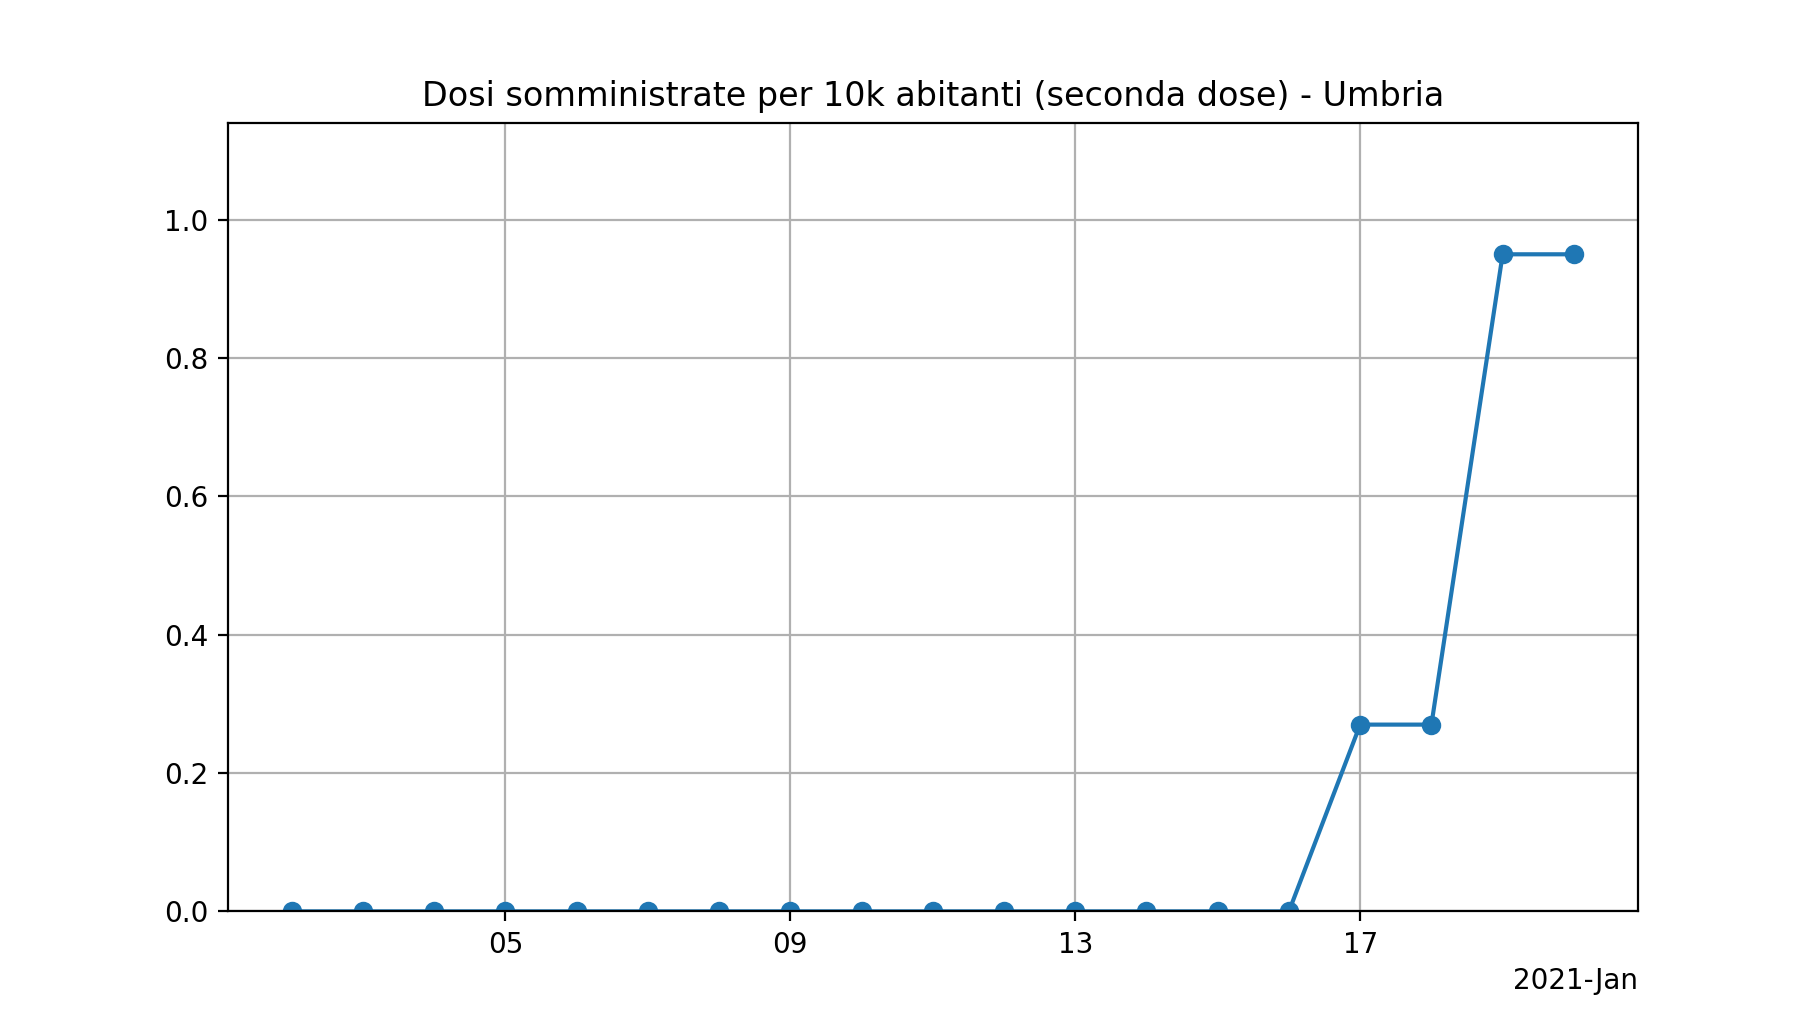 Dosi somministrate per 10k abitanti (seconda dose) - Umbria
1.0
0.8
0.6
0.4
0.2
0.0
05 09 13 17
2021-Jan